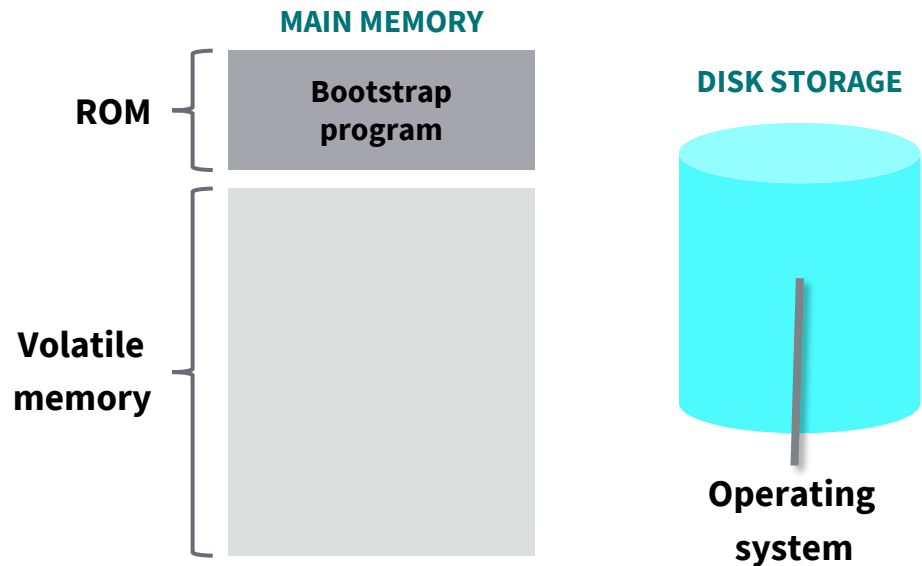 MAIN MEMORY
ROM
Bootstrap
program
Volatile
memory
DISK STORAGE
Operating
system